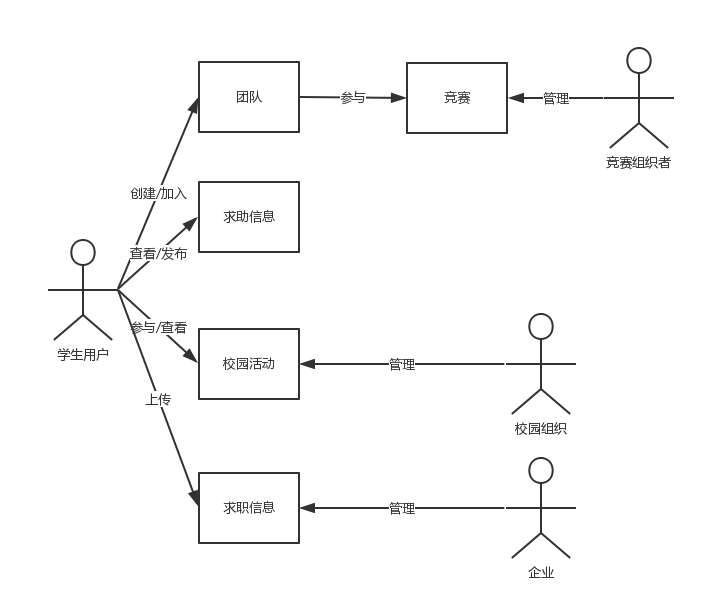 团队
参与
竞赛
管理
竞赛组织者
创建/加入
求助信息
查看/发布
学生用户
参与/查看
校园活动
管理
校园组织
上传
求职信息
管理
企业